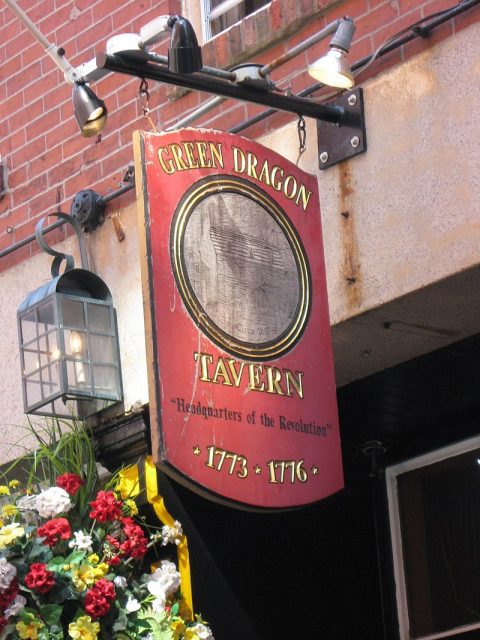 GREEN DRAGON
TAVERN
"Headquarters of the Revolution"
* 1773 * 1776 *